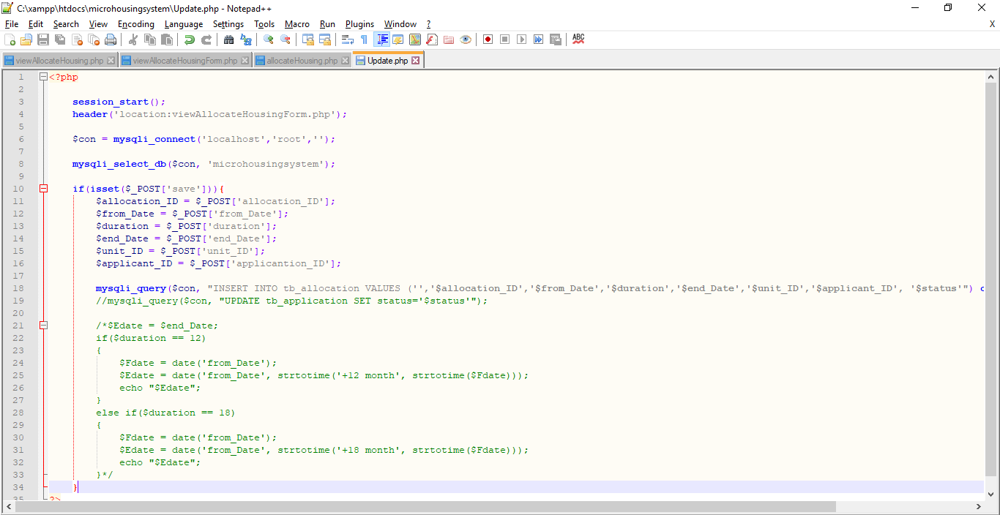 C:\xampp\htdocs\microhousingsystem\Update.php - Notepad++
File Edit Search View Encoding Language Settings Tools Macro Run Plugins Window ? X
viewAllocateHousing.php viewAllocateHousingForm.php allocateHousing.php Update.php
1 <?php
2
3 session_start();
4 header('location:viewAllocateHousingForm.php');
5
6 $con = mysqli_connect('localhost','root','');
7
8 mysqli_select_db($con, 'microhousingsystem');
9
10 if(isset($_POST['save'])){
11 $allocation_ID = $_POST['allocation_ID'];
12 $from_Date = $_POST['from_Date'];
13 $duration = $_POST['duration'];
14 $end_Date = $_POST['end_Date'];
15 $unit_ID = $_POST['unit_ID'];
16 $applicant_ID = $_POST['applicantion_ID'];
17
18 mysqli_query($con, "INSERT INTO tb_allocation VALUES ('','$allocation_ID','$from_Date','$duration','$end_Date','$unit_ID','$applicant_ID', '$status'")
19 //mysqli_query($con, "UPDATE tb_application SET status='$status'");
20
21 /*$Edate = $end_Date;
22 if($duration == 12)
23 {
24 $Fdate = date('from_Date');
25 $Edate = date('from_Date', strtotime('+12 month', strtotime($Fdate)));
26 echo "$Edate";
27 }
28 else if($duration == 18)
29 {
30 $Fdate = date('from_Date');
31 $Edate = date('from_Date', strtotime('+18 month', strtotime($Fdate)));
32 echo "$Edate";
33 }*/
34 }
35 ?>